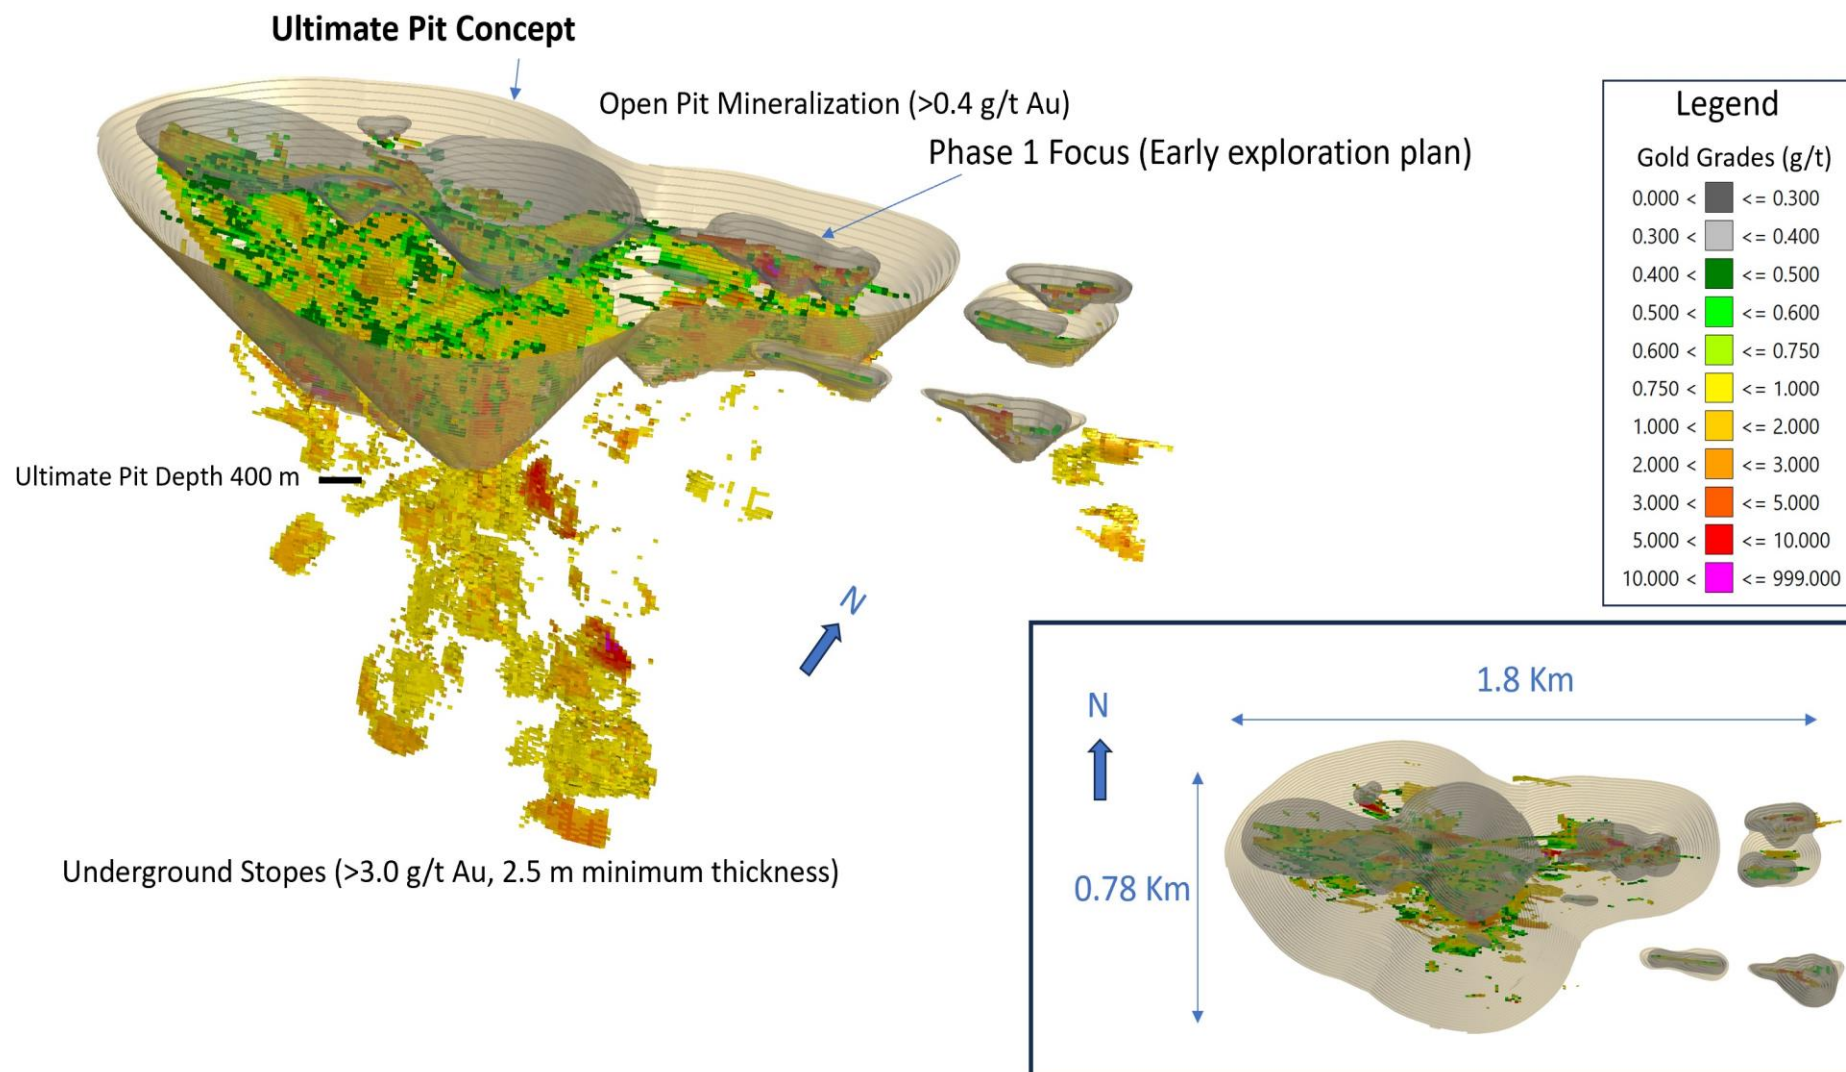 Ultimate Pit Concept
Open Pit Mineralization (>0.4 g/t Au)
Phase 1 Focus (Early exploration plan)
Ultimate Pit Depth 400 m
N
Underground Stopes (>3.0 g/t Au, 2.5 m minimum thickness)
Legend
Gold Grades (g/t)
0.000 < <= 0.300
0.300 < <= 0.400
0.400 < <= 0.500
0.500 < <= 0.600
0.600 < <= 0.750
0.750 < <= 1.000
1.000 < <= 2.000
2.000 < <= 3.000
3.000 < <= 5.000
5.000 < <= 10.000
10.000 < <= 999.000
1.8 Km
N
0.78 Km